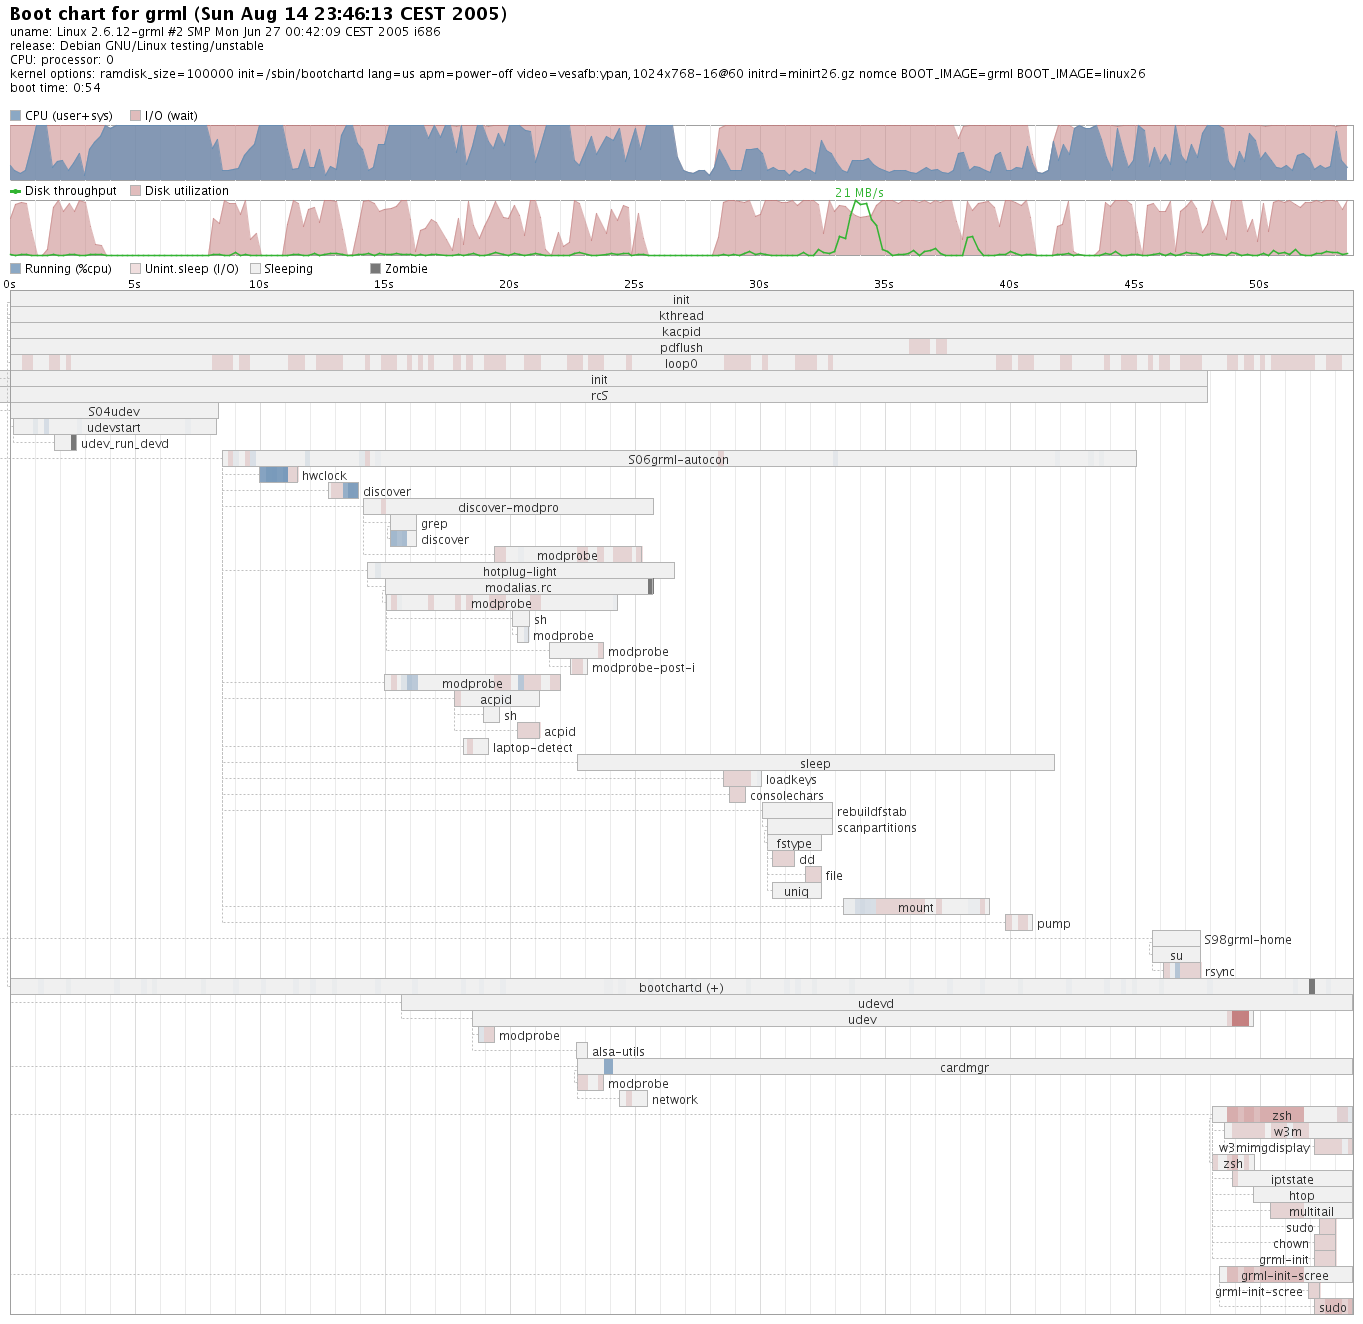 Boot chart for grml (Sun Aug 14 23:46:13 CEST 2005)
uname: Linux 2.6.12-grml #2 SMP Mon Jun 27 00:42:09 CEST 2005 i686
release: Debian GNU/Linux testing/unstable
CPU: processor: 0
kernel options: ramdisk_size=100000 init=/sbin/bootchartd lang=us apm=power-off video=vesafb:ypan,1024x768-16@60 initrd=minirt26.gz nomce BOOT_IMAGE=grml BOOT_IMAGE=linux26
boot time: 0:54
CPU (user+sys) I/O (wait)
Disk throughput Disk utilization
21 MB/s
Running (%cpu) Unint.sleep (I/O) Sleeping Zombie
0s 5s 10s 15s 20s 25s 30s 35s 40s 45s 50s
init
kthread
kacpid
pdflush
loop0
init
rcS
S04udev
udevstart
udev_run_devd
S06grml-autocon
hwclock
discover
discover-modpro
grep
discover
modprobe
hotplug-light
modalias.rc
modprobe
sh
modprobe
modprobe
modprobe-post-i
modprobe
acpid
sh
acpid
laptop-detect
sleep
loadkeys
consolechars
rebuildfstab
scanpartitions
fstype
dd
file
uniq
mount
pump
S98grml-home
su
rsync
bootchartd (+)
udevd
udev
modprobe
alsa-utils
cardmgr
modprobe
network
zsh
w3m
w3mimgdisplay
zsh
iptstate
htop
multitail
sudo
chown
grml-init
grml-init-scree
grml-init-scree
sudo